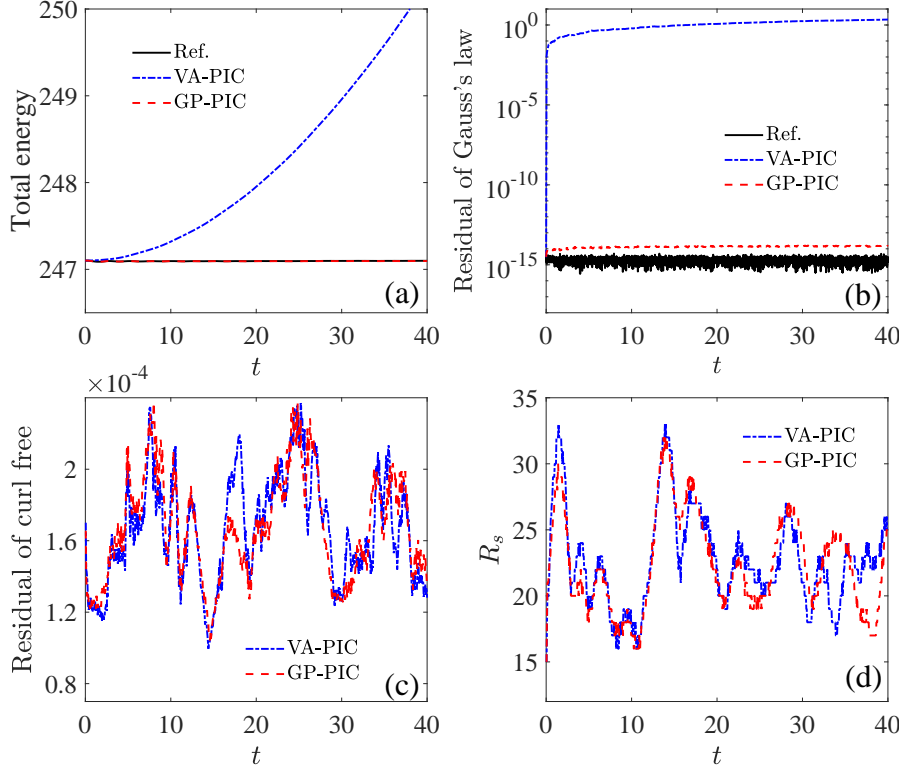 250
249
248
247
Total energy
Ref.
VA-PIC
GP-PIC
(a)
0 10 20 30 40
t
10^0
10^-5
10^-10
10^-15
Residual of Gauss's law
Ref.
VA-PIC
GP-PIC
(b)
0 10 20 30 40
t
×10^-4
2
1.6
1.2
0.8
Residual of curl free
VA-PIC
GP-PIC
(c)
0 10 20 30 40
t
35
30
25
20
15
R_s
VA-PIC
GP-PIC
(d)
0 10 20 30 40
t